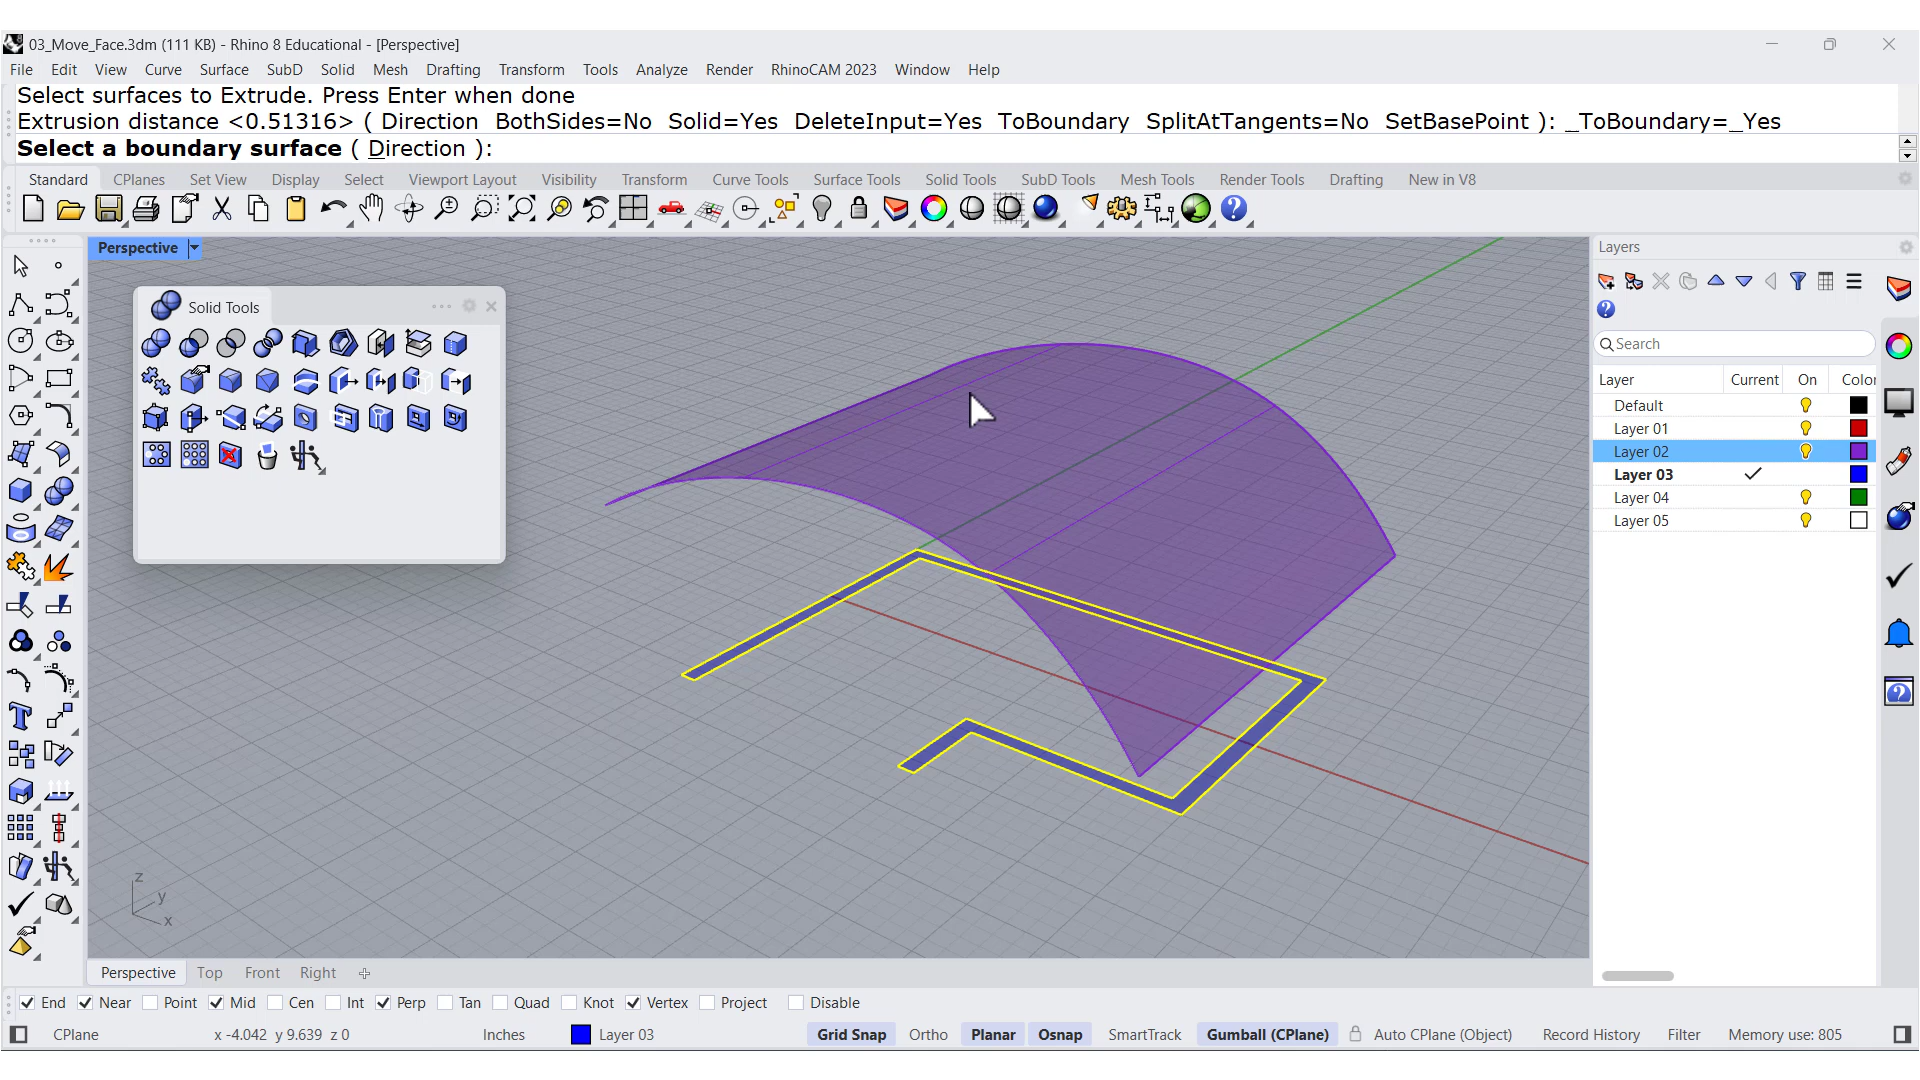 03_Move_Face.3dm (111 KB) - Rhino 8 Educational - [Perspective]
File Edit View Curve Surface SubD Solid Mesh Drafting Transform Tools Analyze Render RhinoCAM 2023 Window Help
Select surfaces to Extrude. Press Enter when done
Extrusion distance <0.51316> ( Direction BothSides=No Solid=Yes DeleteInput=Yes ToBoundary SplitAtTangents=No SetBasePoint ): _ToBoundary=_Yes
Select a boundary surface ( Direction ):
Standard CPlanes Set View Display Select Viewport Layout Visibility Transform Curve Tools Surface Tools Solid Tools SubD Tools Mesh Tools Render Tools Drafting New in V8
Perspective
Solid Tools
Layers
Search
Layer Current On Color
Default
Layer 01
Layer 02
Layer 03
Layer 04
Layer 05
z
y
x
Perspective Top Front Right
End Near Point Mid Cen Int Perp Tan Quad Knot Vertex Project Disable
CPlane x -4.042 y 9.639 z 0 Inches Layer 03 Grid Snap Ortho Planar Osnap SmartTrack Gumball (CPlane) Auto CPlane (Object) Record History Filter Memory use: 805